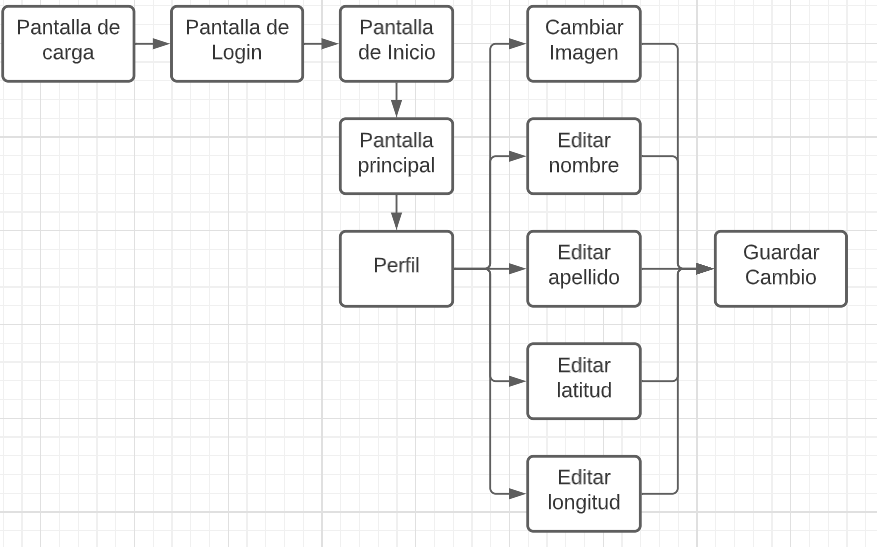 Pantalla de
carga
Pantalla de
Login
Pantalla
de Inicio
Cambiar
Imagen
Pantalla
principal
Editar
nombre
Perfil
Editar
apellido
Guardar
Cambio
Editar
latitud
Editar
longitud